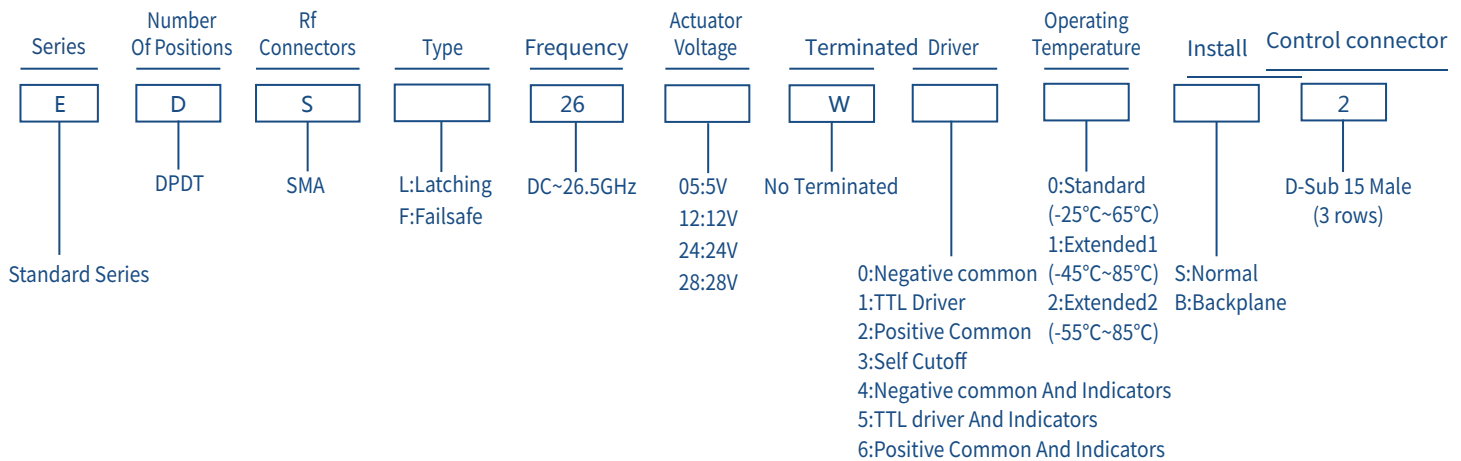 Series
Number
Of Positions
Rf
Connectors
Type
Frequency
Actuator
Voltage
Terminated
Driver
Operating
Temperature
Install
Control connector
E
D
S
26
W
2
Standard Series
DPDT
SMA
L:Latching
F:Failsafe
DC~26.5GHz
05:5V
12:12V
24:24V
28:28V
No Terminated
0:Negative common
1:TTL Driver
2:Positive Common
3:Self Cutoff
4:Negative common And Indicators
5:TTL driver And Indicators
6:Positive Common And Indicators
0:Standard
(-25°C~65°C)
1:Extended1
(-45°C~85°C)
2:Extended2
(-55°C~85°C)
S:Normal
B:Backplane
D-Sub 15 Male
(3 rows)